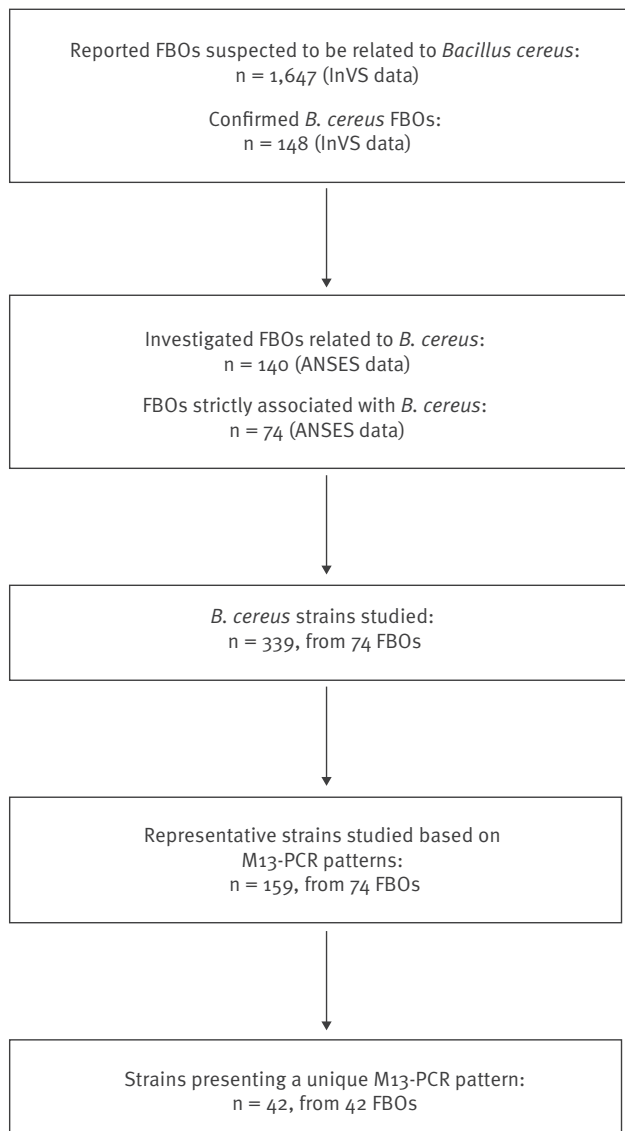 Reported FBOs suspected to be related to Bacillus cereus:
n = 1,647 (InVS data)
Confirmed B. cereus FBOs:
n = 148 (InVS data)
Investigated FBOs related to B. cereus:
n = 140 (ANSES data)
FBOs strictly associated with B. cereus:
n = 74 (ANSES data)
B. cereus strains studied:
n = 339, from 74 FBOs
Representative strains studied based on
M13-PCR patterns:
n = 159, from 74 FBOs
Strains presenting a unique M13-PCR pattern:
n = 42, from 42 FBOs